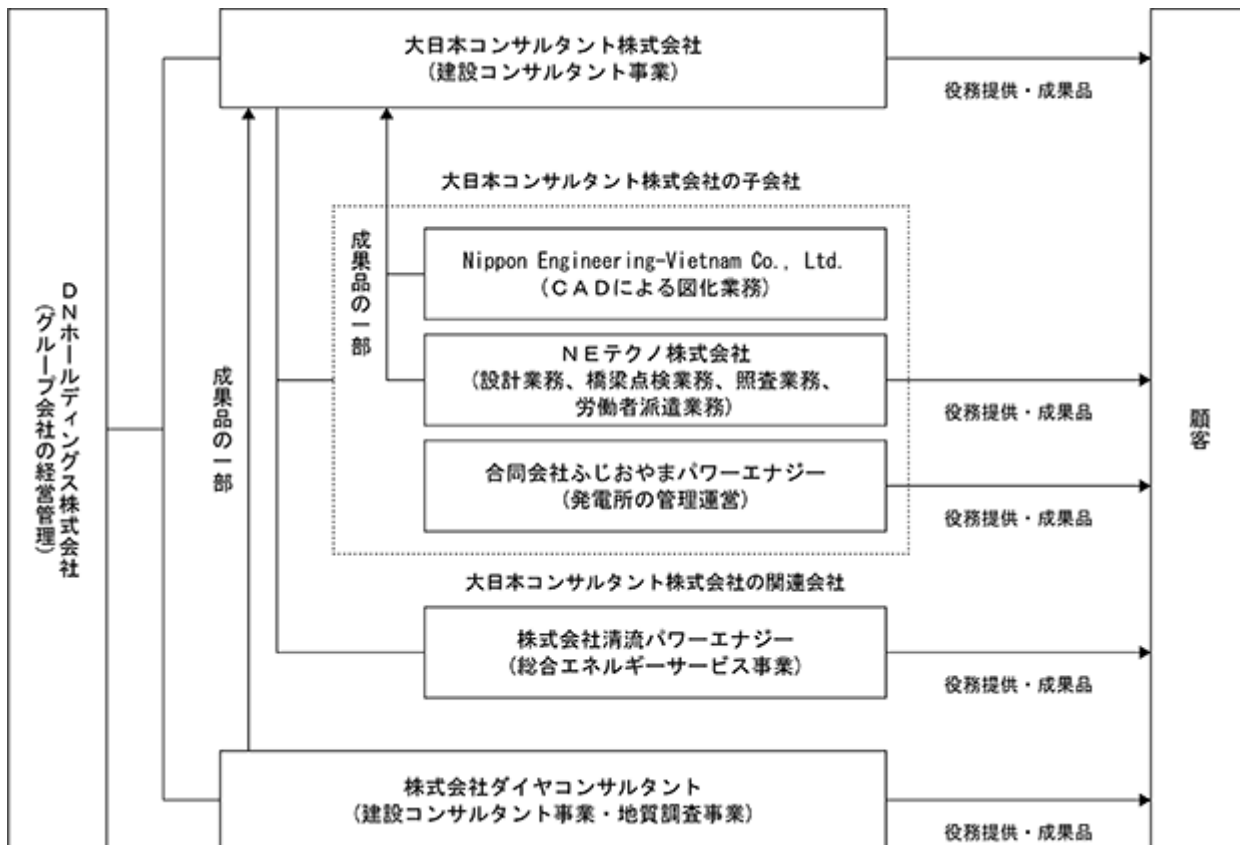 DNホールディングス株式会社
(グループ会社の経営管理)
大日本コンサルタント株式会社
(建設コンサルタント事業)
役務提供・成果品
大日本コンサルタント株式会社の子会社
成果品の一部
Nippon Engineering-Vietnam Co., Ltd.
(CADによる図化業務)
NEテクノ株式会社
(設計業務、橋梁点検業務、照査業務、
労働者派遣業務)
役務提供・成果品
成果品の一部
合同会社ふじおやまパワーエナジー
(発電所の管理運営)
役務提供・成果品
大日本コンサルタント株式会社の関連会社
株式会社清流パワーエナジー
(総合エネルギーサービス事業)
役務提供・成果品
株式会社ダイヤコンサルタント
(建設コンサルタント事業・地質調査事業)
役務提供・成果品
顧客